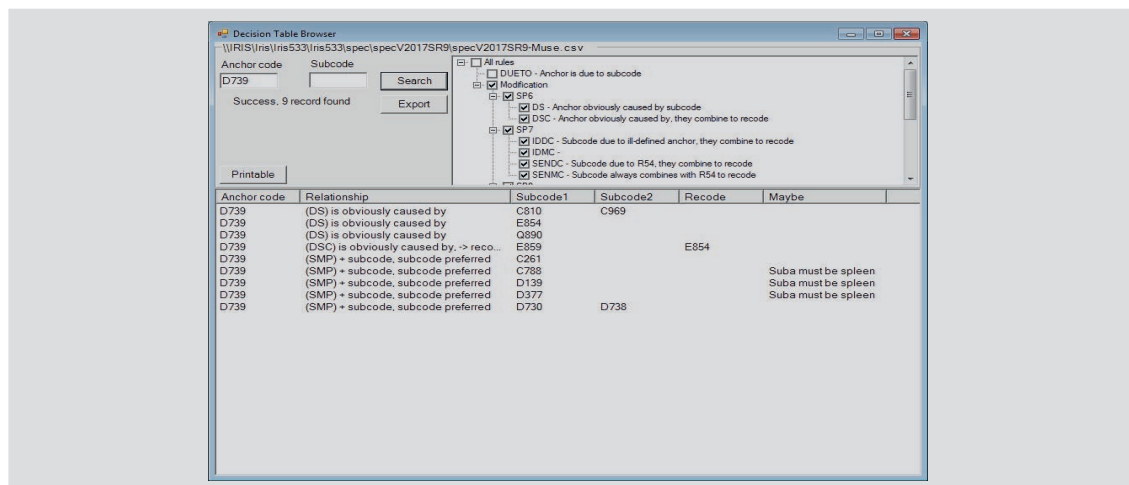 Decision Table Browser
\\IRIS\Iris\Iris533\Iris533\spec\specV2017SR9\specV2017SR9-Muse.csv
Anchor code Subcode
D739 Search
Success, 9 record found Export
Printable
All rules
DUETO - Anchor is due to subcode
Modification
SP6
DS - Anchor obviously caused by subcode
DSC - Anchor obviously caused by, they combine to recode
SP7
IDDC - Subcode due to ill-defined anchor, they combine to recode
IDMC -
SENDC - Subcode due to R54, they combine to recode
SENMC - Subcode always combines with R54 to recode
Anchor code Relationship Subcode1 Subcode2 Recode Maybe
D739 (DS) is obviously caused by C810 C969
D739 (DS) is obviously caused by E854
D739 (DS) is obviously caused by Q890
D739 (DSC) is obviously caused by, -> reco... E859 E854
D739 (SMP) + subcode, subcode preferred C261
D739 (SMP) + subcode, subcode preferred C788 Suba must be spleen
D739 (SMP) + subcode, subcode preferred D139 Suba must be spleen
D739 (SMP) + subcode, subcode preferred D377 Suba must be spleen
D739 (SMP) + subcode, subcode preferred D730 D738